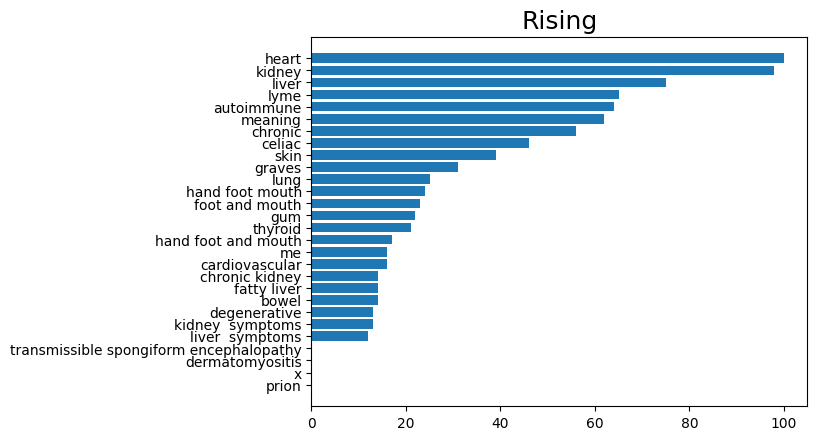 Rising
heart
kidney
liver
lyme
autoimmune
meaning
chronic
celiac
skin
graves
lung
hand foot mouth
foot and mouth
gum
thyroid
hand foot and mouth
me
cardiovascular
chronic kidney
fatty liver
bowel
degenerative
kidney  symptoms
liver  symptoms
transmissible spongiform encephalopathy
dermatomyositis
x
prion
0 20 40 60 80 100